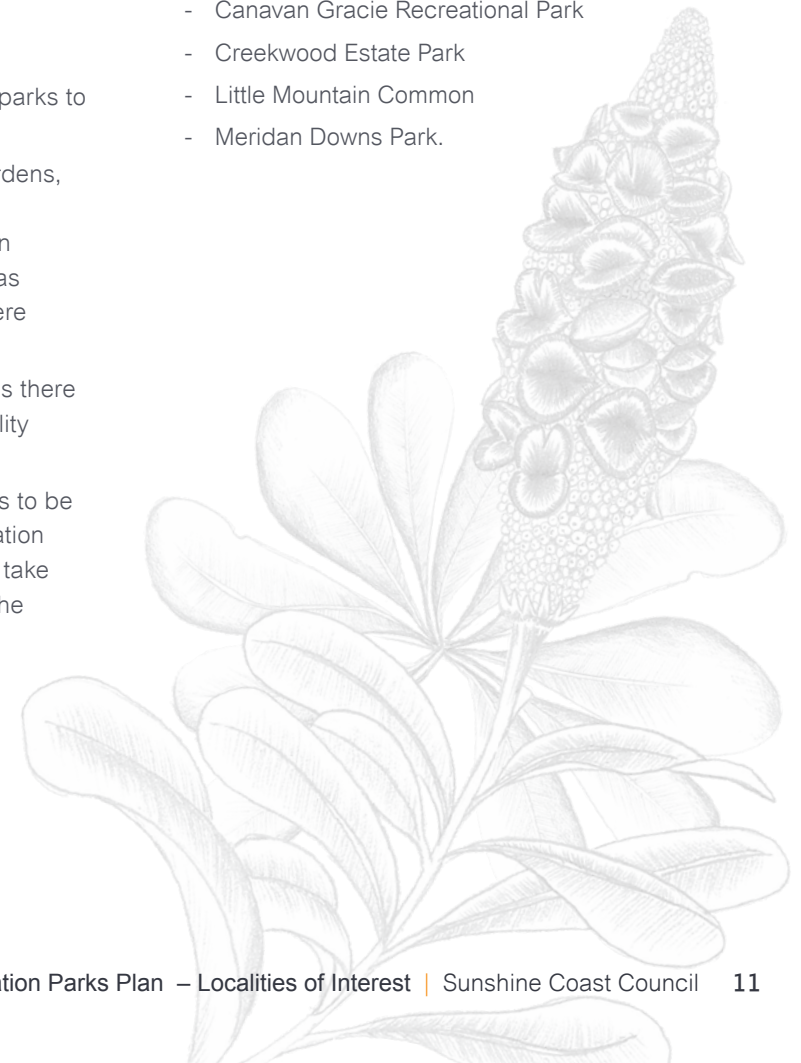 parks to
rdens,
n
as
ere
s there
lity
s to be
ation
take
he
- Canavan Gracie Recreational Park
- Creekwood Estate Park
- Little Mountain Common
- Meridan Downs Park.
ation Parks Plan – Localities of Interest | Sunshine Coast Council 11